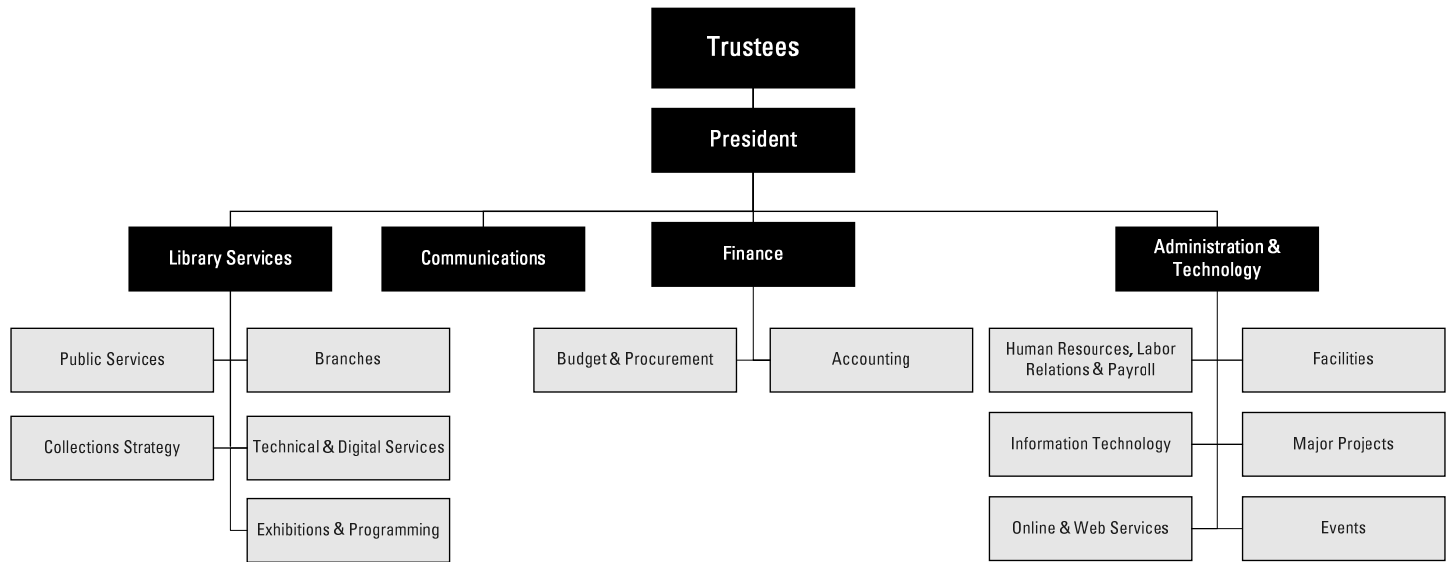 Trustees
President
Library Services
Communications
Finance
Administration &
Technology
Public Services
Branches
Budget & Procurement
Accounting
Human Resources, Labor
Relations & Payroll
Facilities
Collections Strategy
Technical & Digital Services
Information Technology
Major Projects
Exhibitions & Programming
Online & Web Services
Events